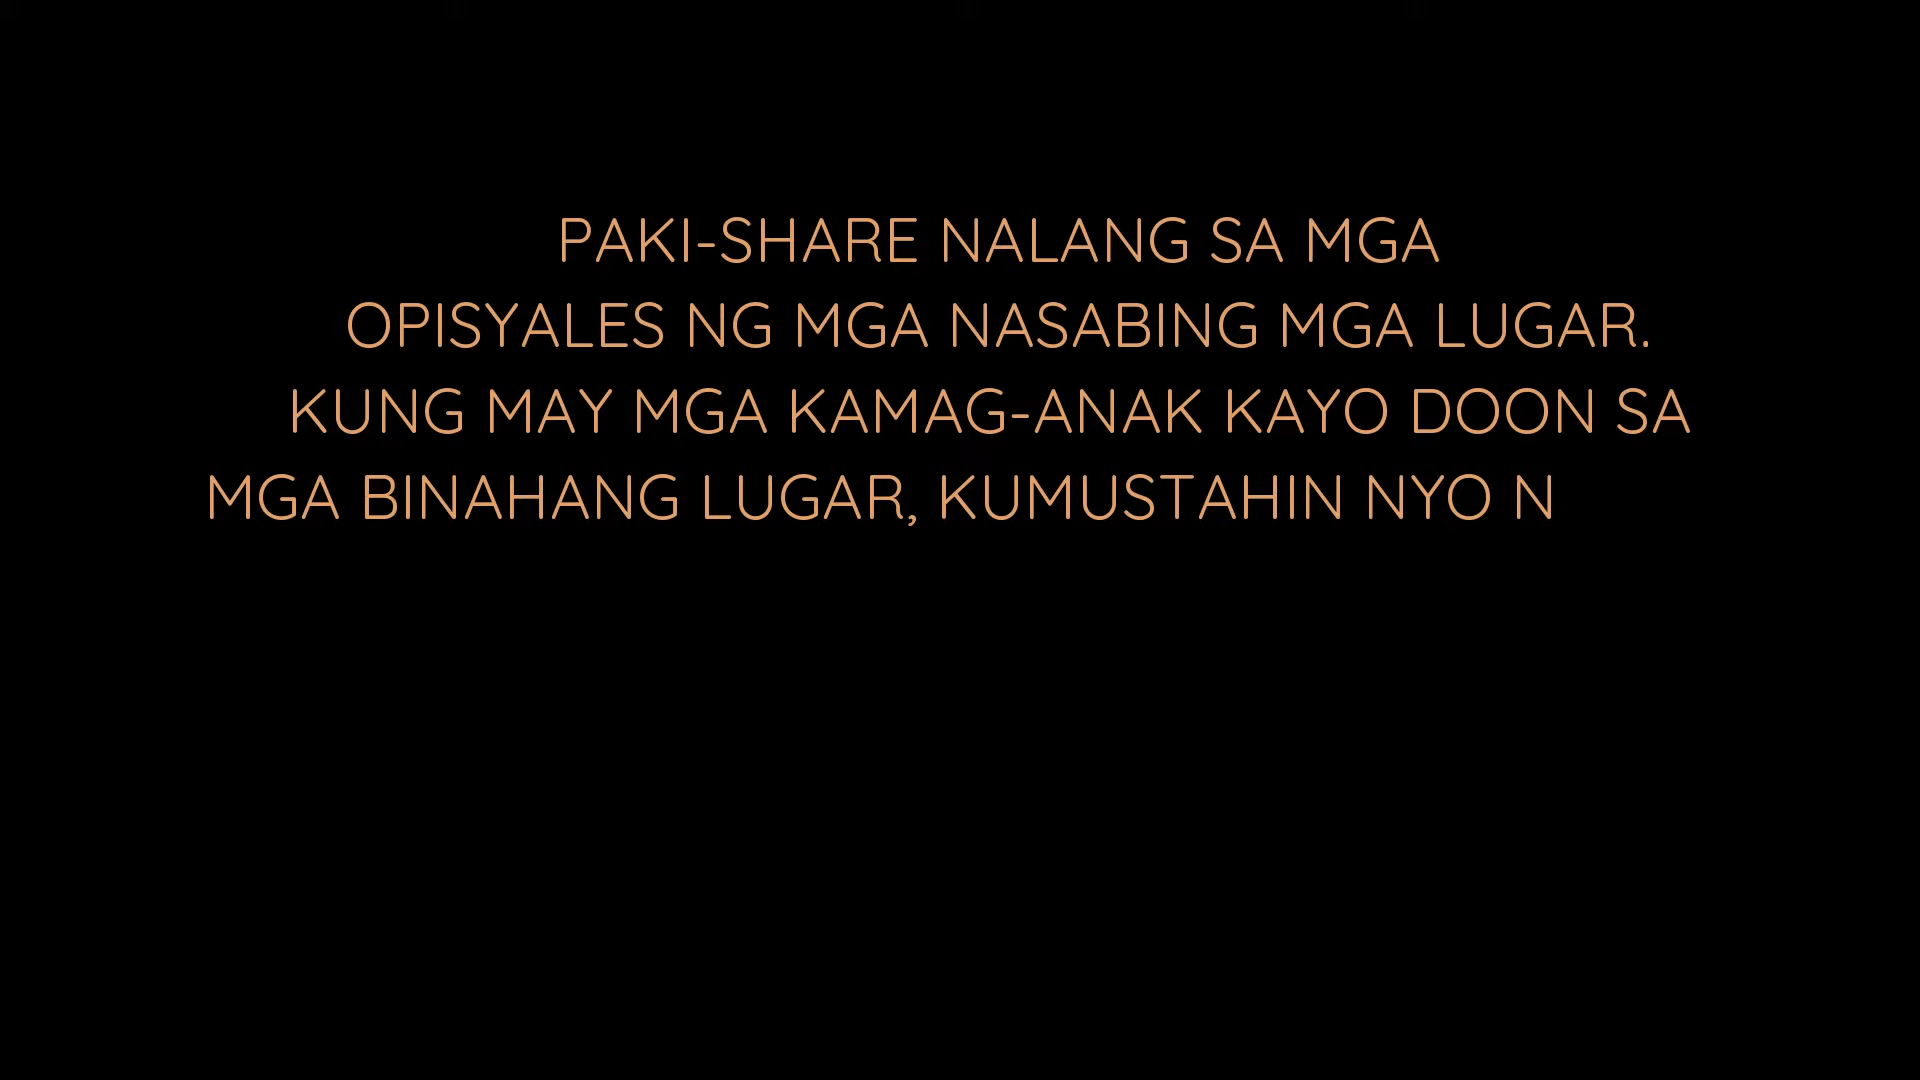 PAKI-SHARE NALANG SA MGA
OPISYALES NG MGA NASABING MGA LUGAR.
KUNG MAY MGA KAMAG-ANAK KAYO DOON SA
MGA BINAHANG LUGAR, KUMUSTAHIN NYO N